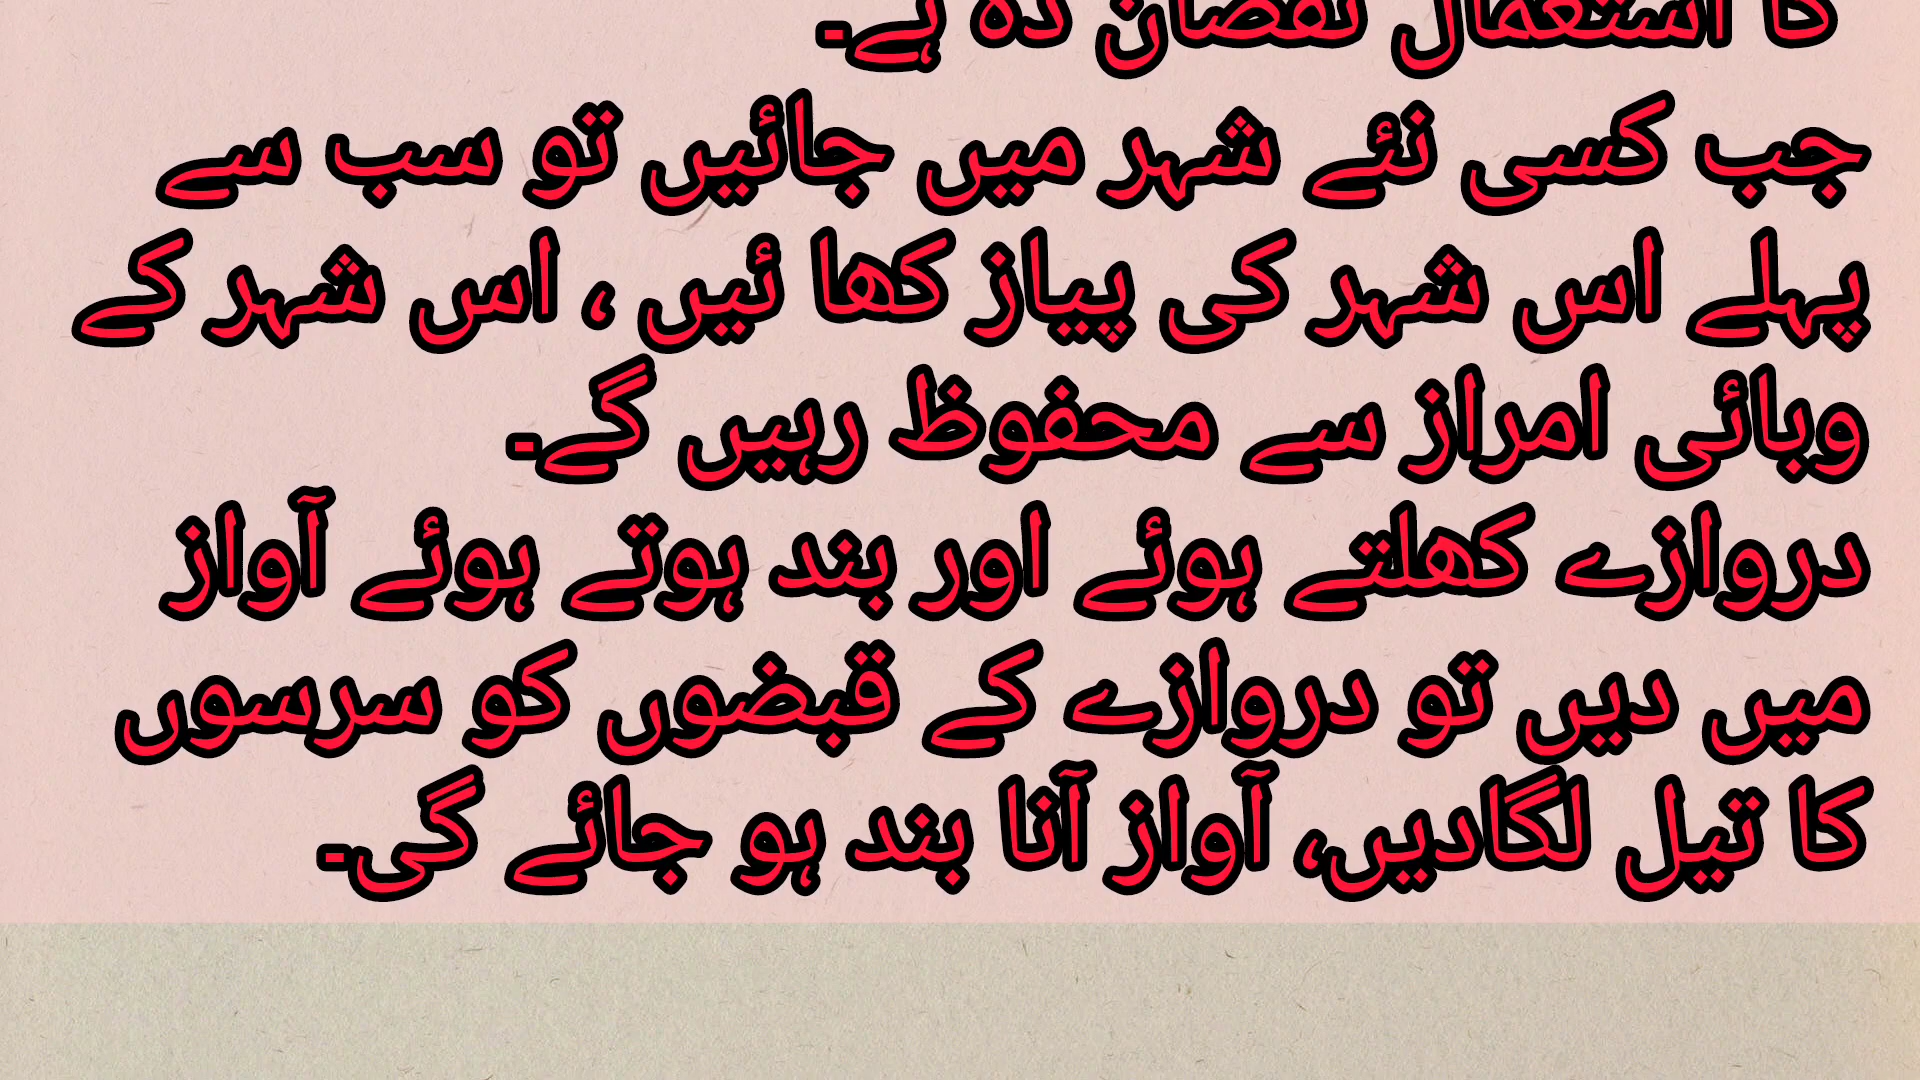 کا استعمال نقصان دہ ہے۔
جب کسی نئے شہر میں جائیں تو سب سے
پہلے اس شہر کی پیاز کھا ئیں ، اس شہر کے
وبائی امراز سے محفوظ رہیں گے۔
دروازے کھلتے ہوئے اور بند ہوتے ہوئے آواز
میں دیں تو دروازے کے قبضوں کو سرسوں
کا تیل لگادیں، آواز آنا بند ہو جائے گی۔